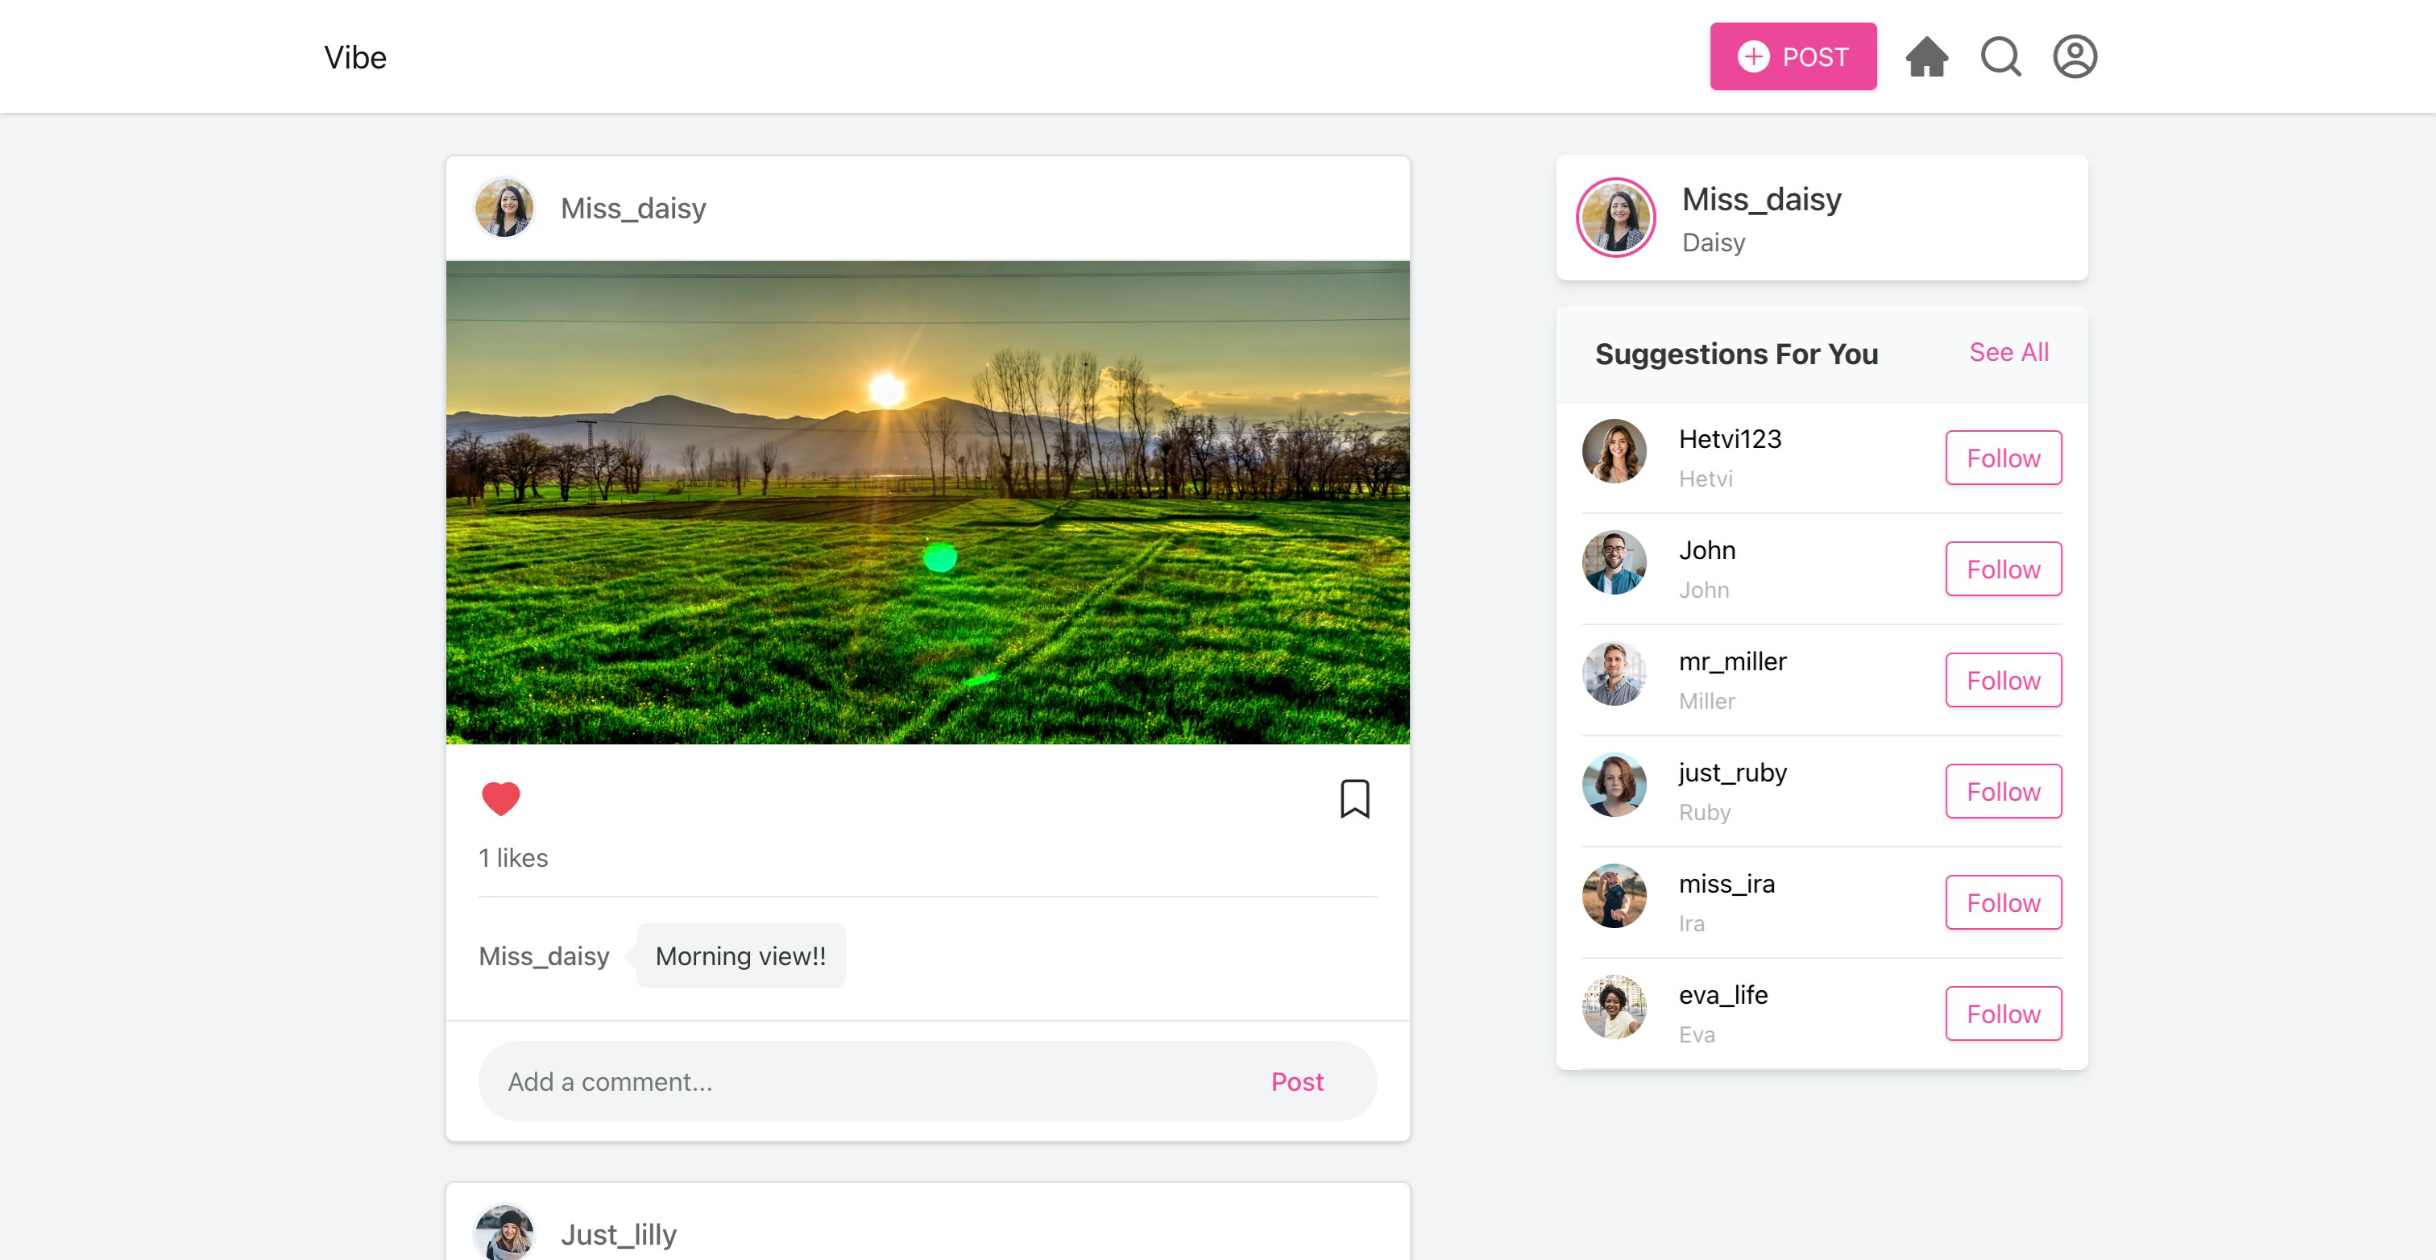 Vibe
POST
Miss_daisy
1 likes
Miss_daisy
Morning view!!
Add a comment...
Post
Just_lilly
Miss_daisy
Daisy
Suggestions For You
See All
Hetvi123
Hetvi
Follow
John
John
Follow
mr_miller
Miller
Follow
just_ruby
Ruby
Follow
miss_ira
Ira
Follow
eva_life
Eva
Follow